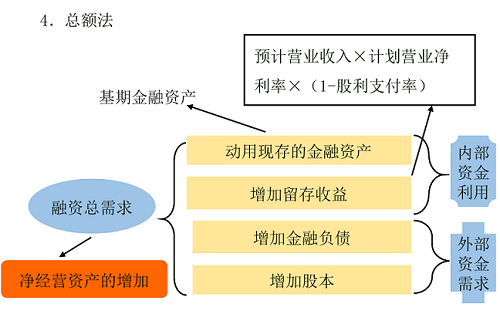 4．总额法
预计营业收入×计划营业净
利率×（1-股利支付率）
基期金融资产
动用现存的金融资产
增加留存收益
增加金融负债
增加股本
融资总需求
净经营资产的增加
内部
资金
利用
外部
资金
需求